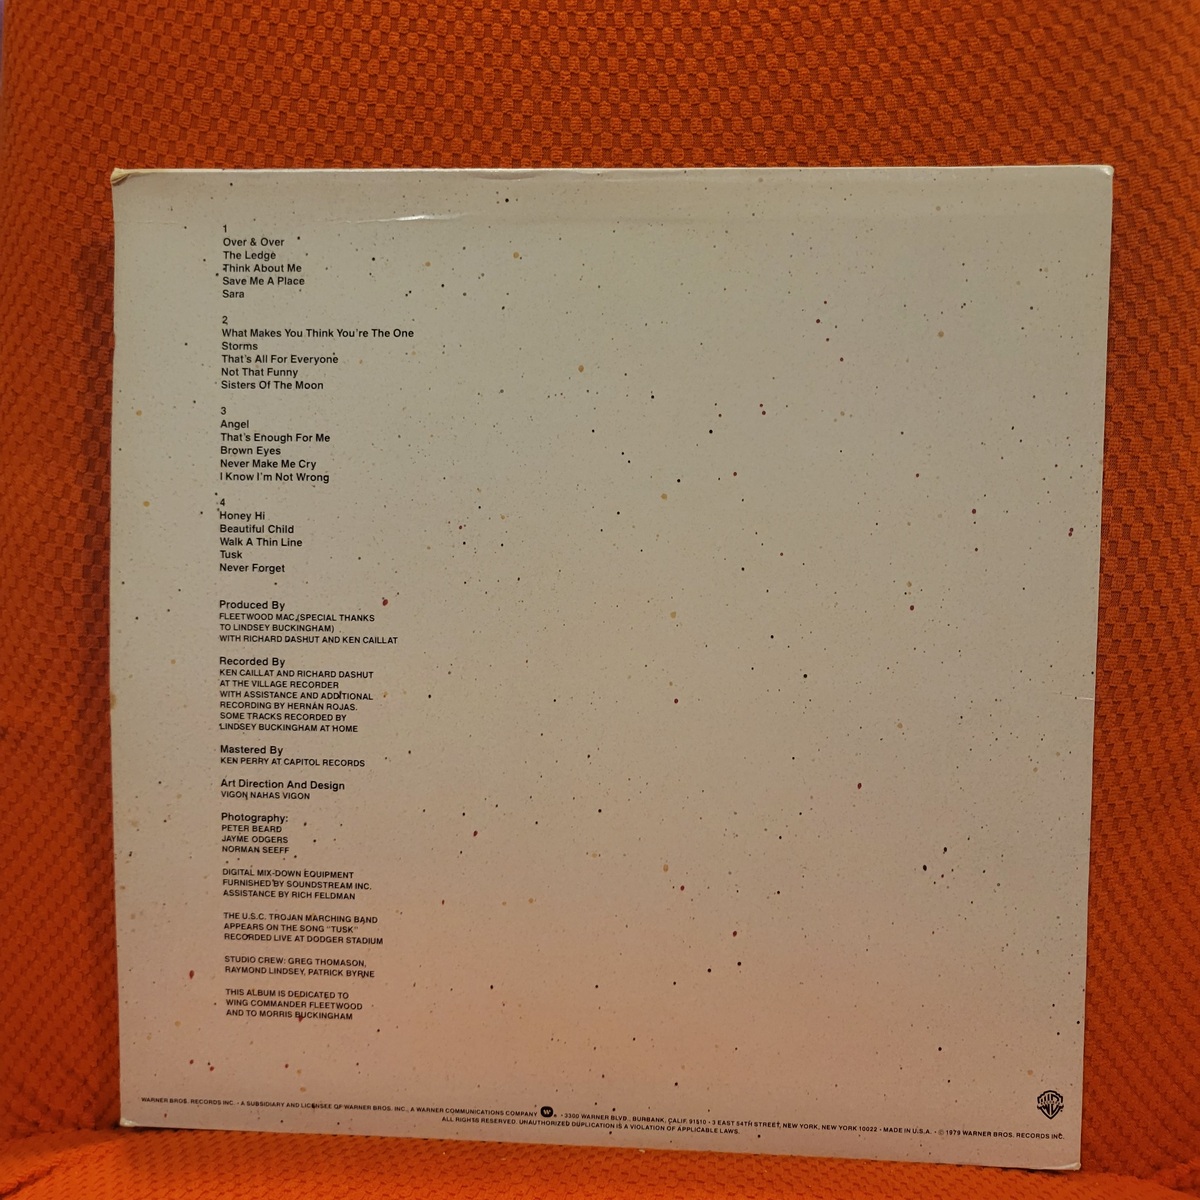 1
Over & Over
The Ledge
Think About Me
Save Me A Place
Sara
2
What Makes You Think You're The One
Storms
That's All For Everyone
Not That Funny
Sisters Of The Moon
3
Angel
That's Enough For Me
Brown Eyes
Never Make Me Cry
I Know I'm Not Wrong
4
Honey Hi
Beautiful Child
Walk A Thin Line
Tusk
Never Forget
Produced By
FLEETWOOD MAC (SPECIAL THANKS
TO LINDSEY BUCKINGHAM)
WITH RICHARD DASHUT AND KEN CAILLAT
Recorded By
KEN CAILLAT AND RICHARD DASHUT
AT THE VILLAGE RECORDER
WITH ASSISTANCE AND ADDITIONAL
RECORDING BY HERNÁN ROJAS.
SOME TRACKS RECORDED BY
LINDSEY BUCKINGHAM AT HOME
Mastered By
KEN PERRY AT CAPITOL RECORDS
Art Direction And Design
VIGON NAHAS VIGON
Photography:
PETER BEARD
JAYME ODGERS
NORMAN SEEFF
DIGITAL MIX-DOWN EQUIPMENT
FURNISHED BY SOUNDSTREAM INC.
ASSISTANCE BY RICH FELDMAN
THE U.S.C. TROJAN MARCHING BAND
APPEARS ON THE SONG "TUSK"
RECORDED LIVE AT DODGER STADIUM
STUDIO CREW: GREG THOMASON,
RAYMOND LINDSEY, PATRICK BYRNE
THIS ALBUM IS DEDICATED TO
WING COMMANDER FLEETWOOD
AND TO MORRIS BUCKINGHAM
WARNER BROS. RECORDS INC. • A SUBSIDIARY AND LICENSEE OF WARNER BROS. INC., A WARNER COMMUNICATIONS COMPANY W. • 3300 WARNER BLVD., BURBANK, CALIF. 91510 • 3 EAST 54TH STREET, NEW YORK, NEW YORK 10022 • MADE IN U.S.A. • © 1979 WARNER BROS. RECORDS INC.
ALL RIGHTS RESERVED. UNAUTHORIZED DUPLICATION IS A VIOLATION OF APPLICABLE LAWS.